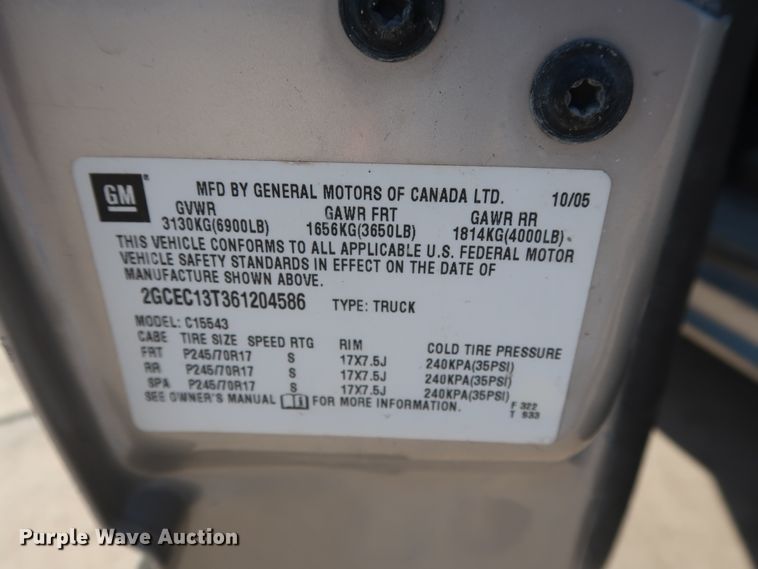 GM ® MFD BY GENERAL MOTORS OF CANADA LTD. 10/05
GVWR GAWR FRT GAWR RR
3130KG(6900LB) 1656KG(3650LB) 1814KG(4000LB)
THIS VEHICLE CONFORMS TO ALL APPLICABLE U.S. FEDERAL MOTOR
VEHICLE SAFETY STANDARDS IN EFFECT ON THE DATE OF
MANUFACTURE SHOWN ABOVE.
2GCEC13T361204586 TYPE: TRUCK
MODEL: C15543
CABE TIRE SIZE SPEED RTG RIM COLD TIRE PRESSURE
FRT P245/70R17 S 17X7.5J 240KPA(35PSI)
RR P245/70R17 S 17X7.5J 240KPA(35PSI)
SPA P245/70R17 S 17X7.5J 240KPA(35PSI)
SEE OWNER'S MANUAL FOR MORE INFORMATION.
F 322
T 933
Purple Wave Auction